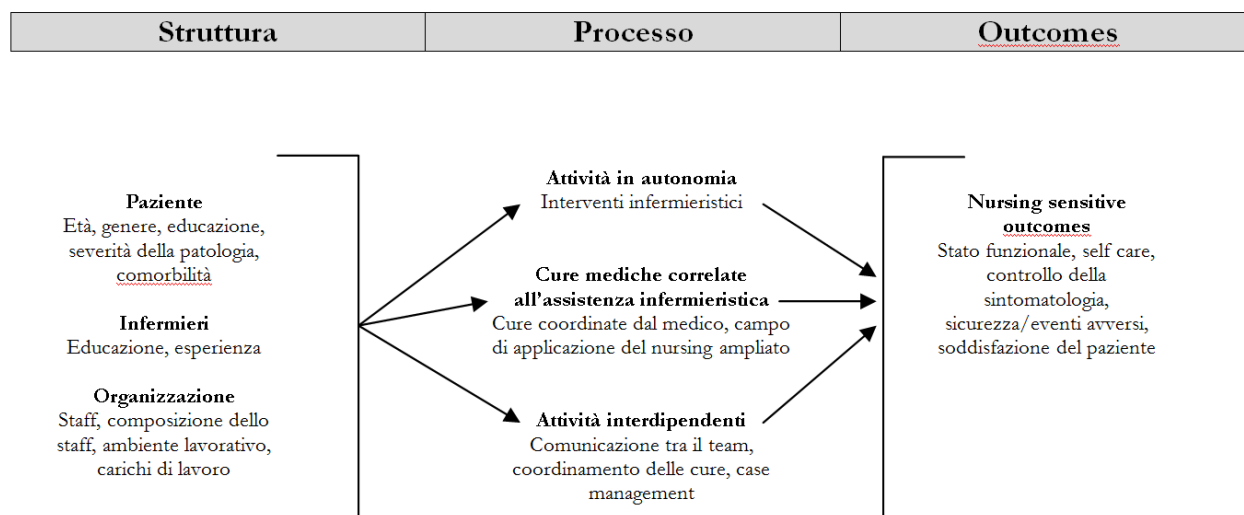 Struttura
Processo
Outcomes
Paziente
Età, genere, educazione,
severità della patologia,
comorbilità
Infermieri
Educazione, esperienza
Organizzazione
Staff, composizione dello
staff, ambiente lavorativo,
carichi di lavoro
Attività in autonomia
Interventi infermieristici
Cure mediche correlate
all'assistenza infermieristica
Cure coordinate dal medico, campo
di applicazione del nursing ampliato
Attività interdipendenti
Comunicazione tra il team,
coordinamento delle cure, case
management
Nursing sensitive
outcomes
Stato funzionale, self care,
controllo della
sintomatologia,
sicurezza/eventi avversi,
soddisfazione del paziente